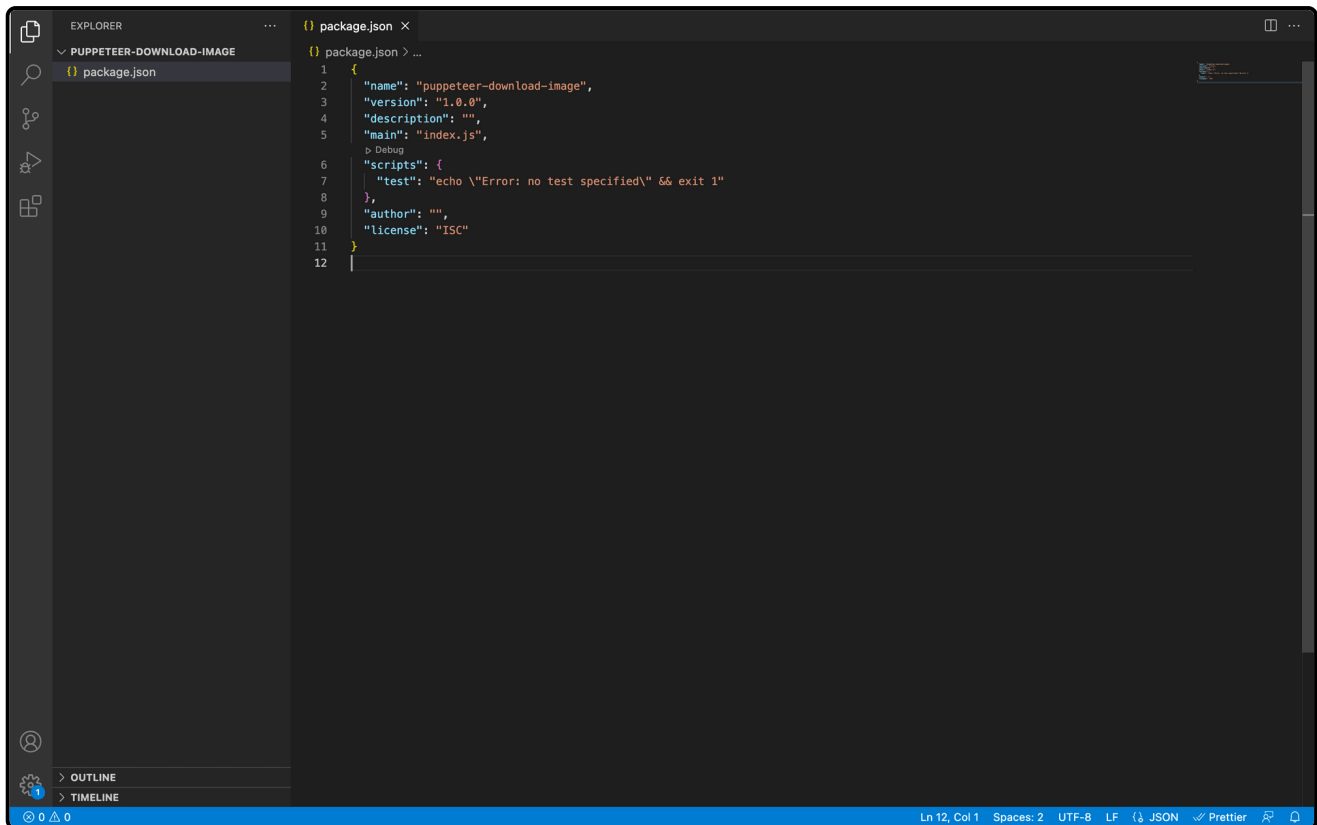 EXPLORER ...
PUPPETEER-DOWNLOAD-IMAGE
{} package.json
{} package.json ×
{} package.json > ...
1 {
2 "name": "puppeteer-download-image",
3 "version": "1.0.0",
4 "description": "",
5 "main": "index.js",
Debug
6 "scripts": {
7 "test": "echo \"Error: no test specified\" && exit 1"
8 },
9 "author": "",
10 "license": "ISC"
11 }
12
OUTLINE
TIMELINE
1
0 0
Ln 12, Col 1 Spaces: 2 UTF-8 LF {} JSON Prettier